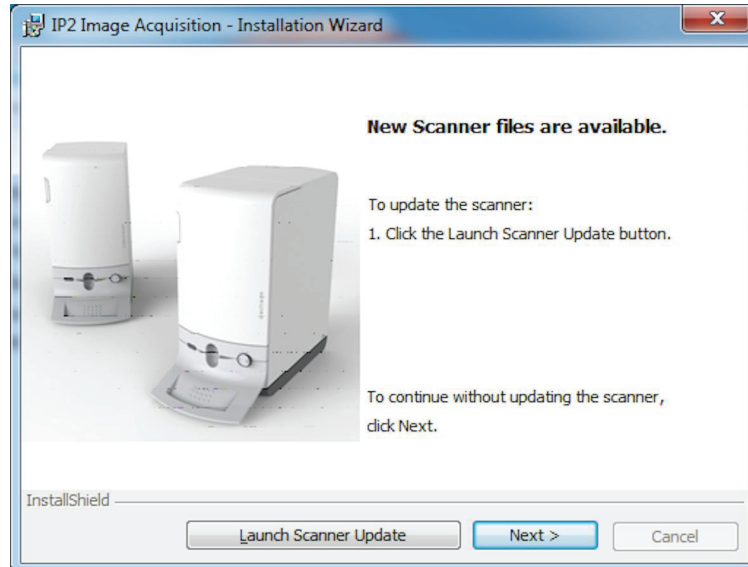 IP2 Image Acquisition - Installation Wizard
New Scanner files are available.
To update the scanner:
1. Click the Launch Scanner Update button.
To continue without updating the scanner,
click Next.
InstallShield
Launch Scanner Update
Next >
Cancel